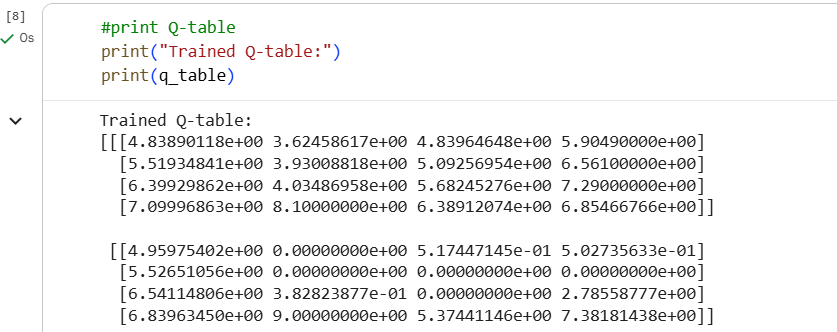 [8]
0s
#print Q-table
print("Trained Q-table:")
print(q_table)
Trained Q-table:
[[[4.83890118e+00 3.62458617e+00 4.83964648e+00 5.90490000e+00]
[5.51934841e+00 3.93008818e+00 5.09256954e+00 6.56100000e+00]
[6.39929862e+00 4.03486958e+00 5.68245276e+00 7.29000000e+00]
[7.09996863e+00 8.10000000e+00 6.38912074e+00 6.85466766e+00]]
[[4.95975402e+00 0.00000000e+00 5.17447145e-01 5.02735633e-01]
[5.52651056e+00 0.00000000e+00 0.00000000e+00 0.00000000e+00]
[6.54114806e+00 3.82823877e-01 0.00000000e+00 2.78558777e+00]
[6.83963450e+00 9.00000000e+00 5.37441146e+00 7.38181438e+00]]